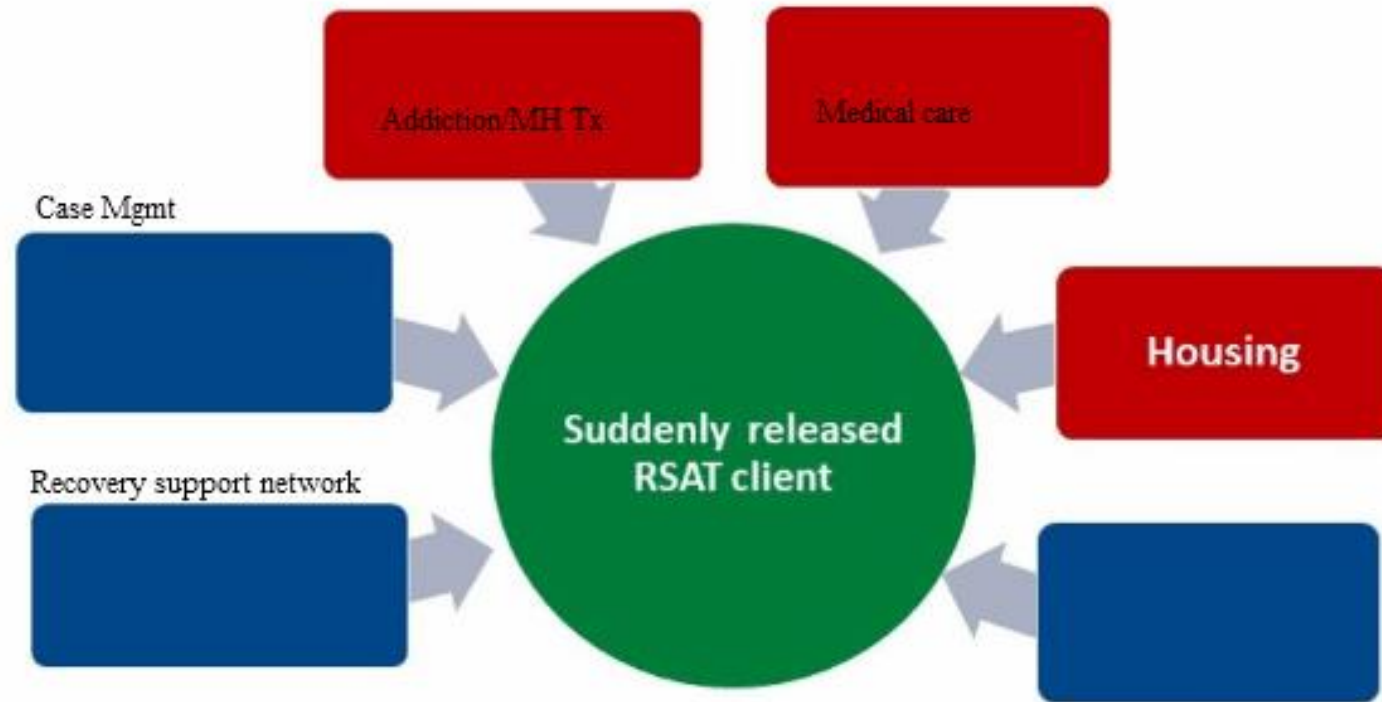 Addiction/MH Tx
Medical care
Case Mgmt
Housing
Suddenly released
RSAT client
Recovery support network